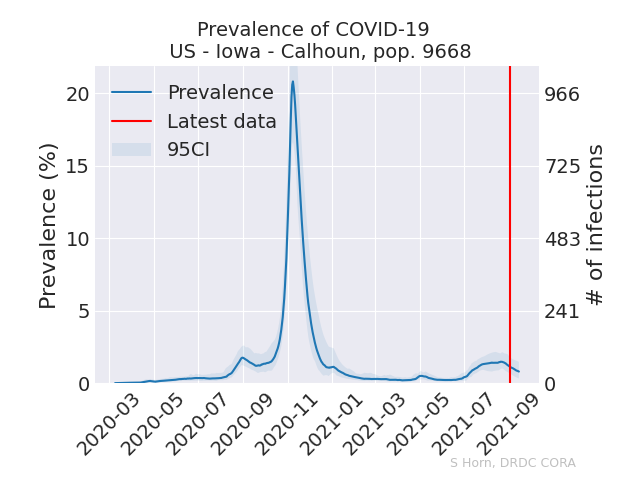 Prevalence of COVID-19
US - Iowa - Calhoun, pop. 9668
Prevalence
Latest data
95CI
Prevalence (%)
20
15
10
5
0
# of infections
966
725
483
241
0
2020-03
2020-05
2020-07
2020-09
2020-11
2021-01
2021-03
2021-05
2021-07
2021-09
S Horn, DRDC CORA